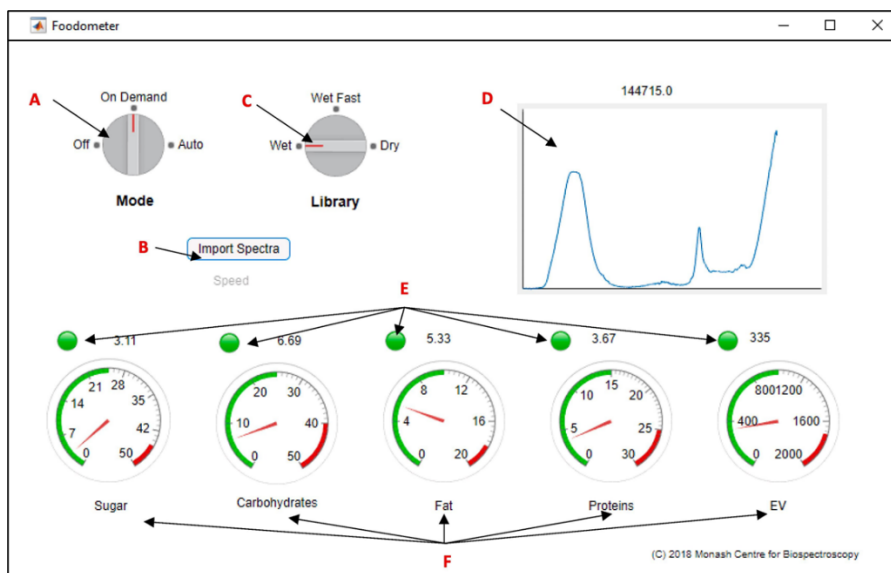 Foodometer
A
On Demand
Off
Auto
Mode
C
Wet Fast
Wet
Dry
Library
D
144715.0
B
Import Spectra
Speed
E
3.11
6.69
5.33
3.67
335
0
7
14
21
28
35
42
50
0
10
20
30
40
50
0
4
8
12
16
20
0
5
10
15
20
25
30
0
400
800
1200
1600
2000
Sugar
Carbohydrates
Fat
Proteins
EV
F
(C) 2018 Monash Centre for Biospectroscopy